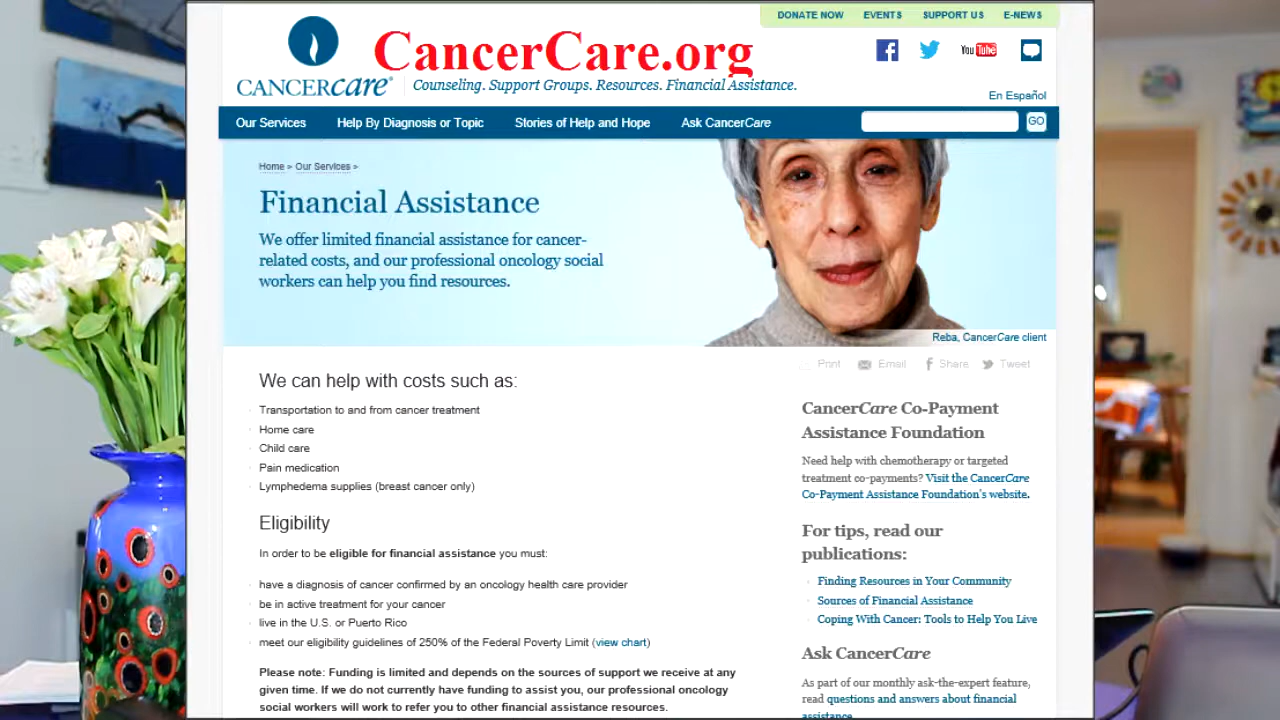 DONATE NOW EVENTS SUPPORT US E-NEWS
CancerCare.org
CANCERcare®
Counseling. Support Groups. Resources. Financial Assistance.
You Tube
En Español
Our Services Help By Diagnosis or Topic Stories of Help and Hope Ask CancerCare GO
Home > Our Services >
Financial Assistance
We offer limited financial assistance for cancer-
related costs, and our professional oncology social
workers can help you find resources.
Reba, CancerCare client
Print Email Share Tweet
We can help with costs such as:
Transportation to and from cancer treatment
Home care
Child care
Pain medication
Lymphedema supplies (breast cancer only)
Eligibility
In order to be eligible for financial assistance you must:
have a diagnosis of cancer confirmed by an oncology health care provider
be in active treatment for your cancer
live in the U.S. or Puerto Rico
meet our eligibility guidelines of 250% of the Federal Poverty Limit (view chart)
Please note: Funding is limited and depends on the sources of support we receive at any
given time. If we do not currently have funding to assist you, our professional oncology
social workers will work to refer you to other financial assistance resources.
CancerCare Co-Payment
Assistance Foundation
Need help with chemotherapy or targeted
treatment co-payments? Visit the CancerCare
Co-Payment Assistance Foundation's website.
For tips, read our
publications:
Finding Resources in Your Community
Sources of Financial Assistance
Coping With Cancer: Tools to Help You Live
Ask CancerCare
As part of our monthly ask-the-expert feature,
read questions and answers about financial
assistance.